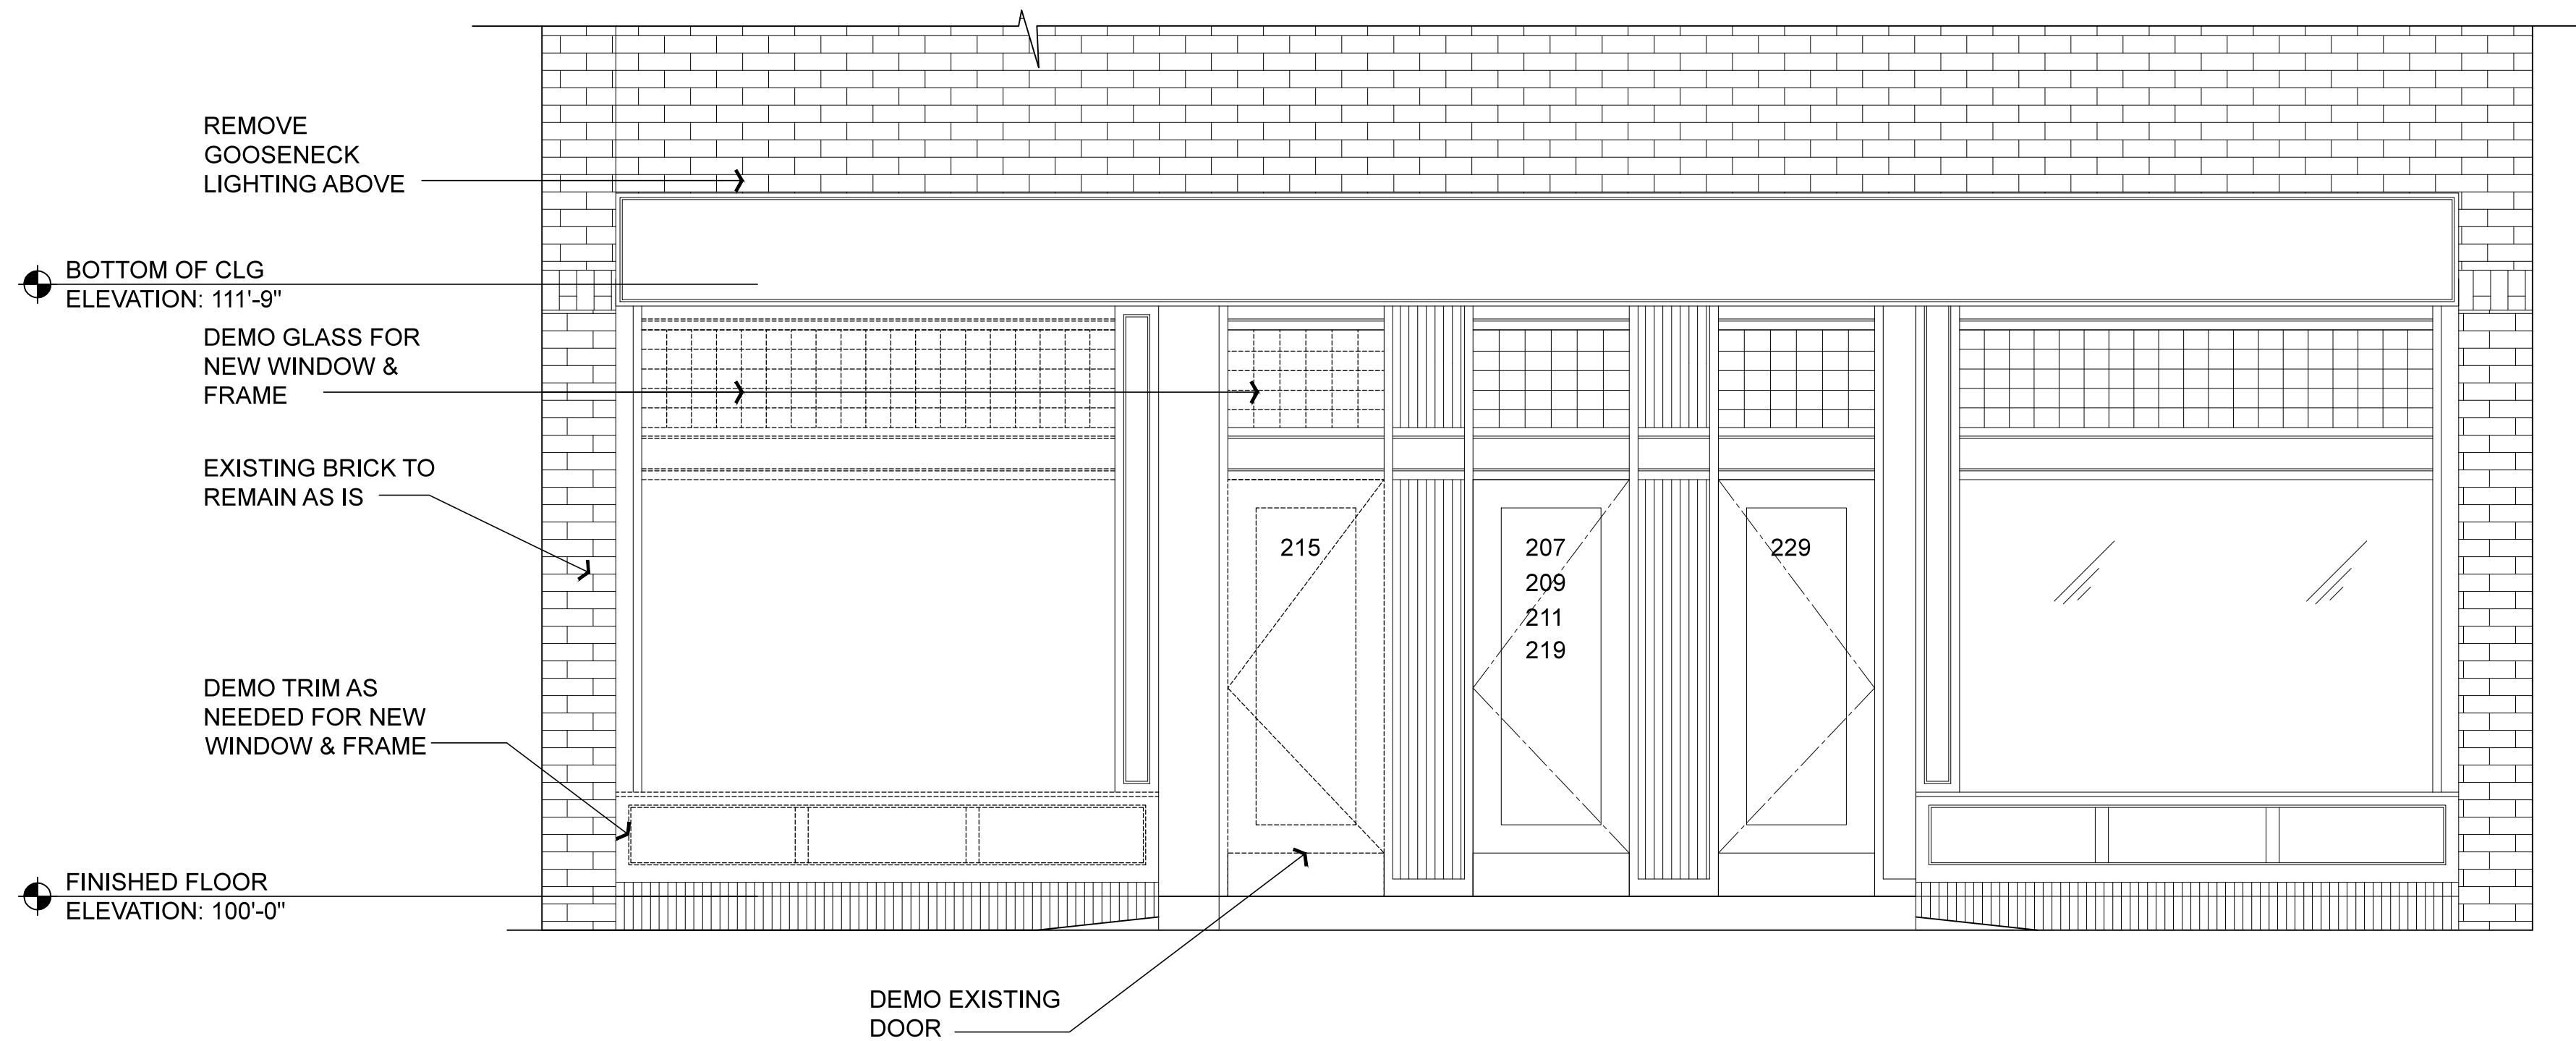 REMOVE
GOOSENECK
LIGHTING ABOVE
BOTTOM OF CLG
ELEVATION: 111'-9"
DEMO GLASS FOR
NEW WINDOW &
FRAME
EXISTING BRICK TO
REMAIN AS IS
215
207
229
209
211
219
DEMO TRIM AS
NEEDED FOR NEW
WINDOW & FRAME
FINISHED FLOOR
ELEVATION: 100'-0"
DEMO EXISTING
DOOR